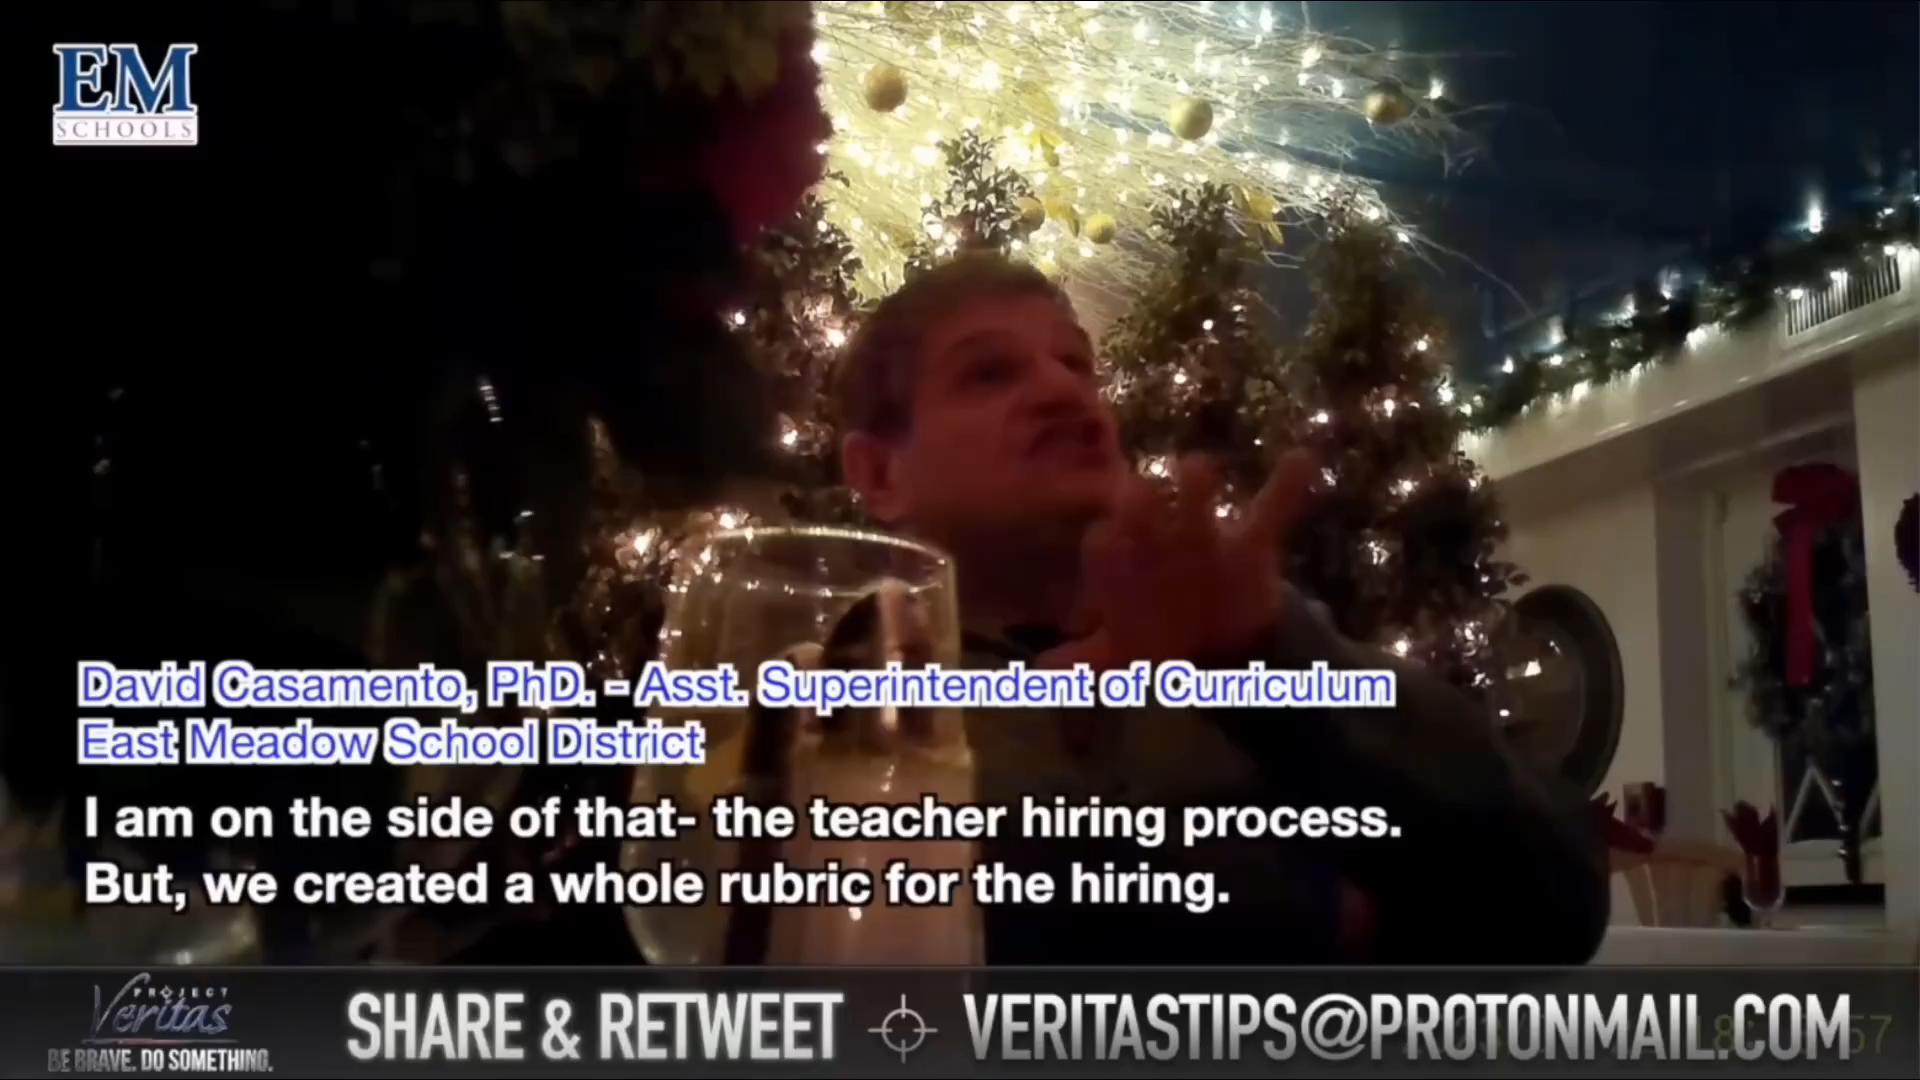 EM
SCHOOLS
David Casamento, PhD. - Asst. Superintendent of Curriculum
East Meadow School District
I am on the side of that- the teacher hiring process.
But, we created a whole rubric for the hiring.
PROJECT
Veritas
BE BRAVE. DO SOMETHING.
SHARE & RETWEET
VERITASTIPS@PROTONMAIL.COM